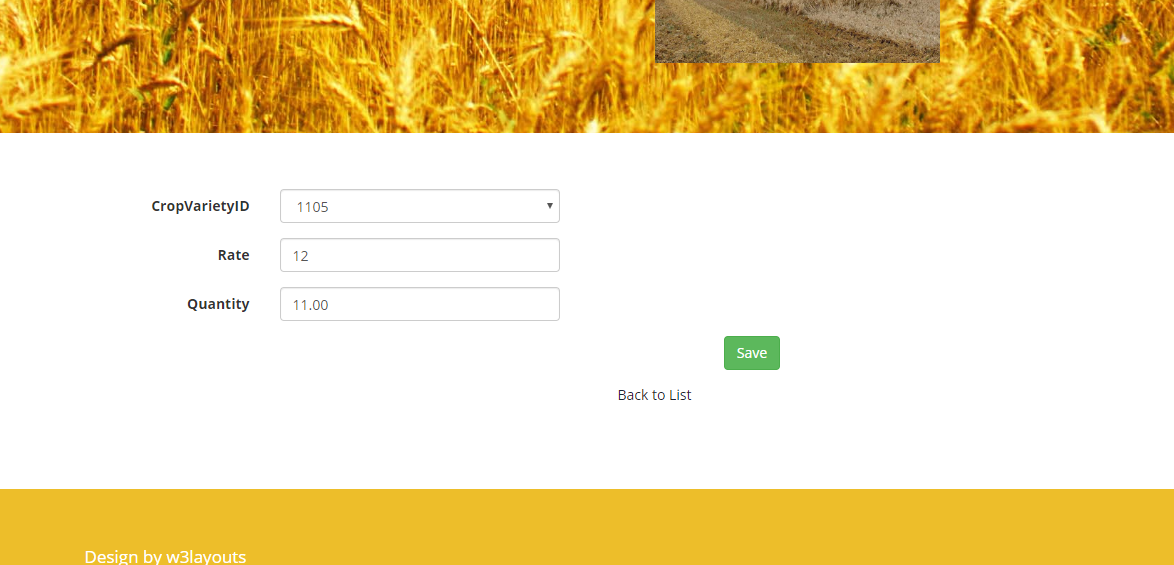 CropVarietyID 1105
Rate 12
Quantity 11.00
Save
Back to List
Design by w3layouts